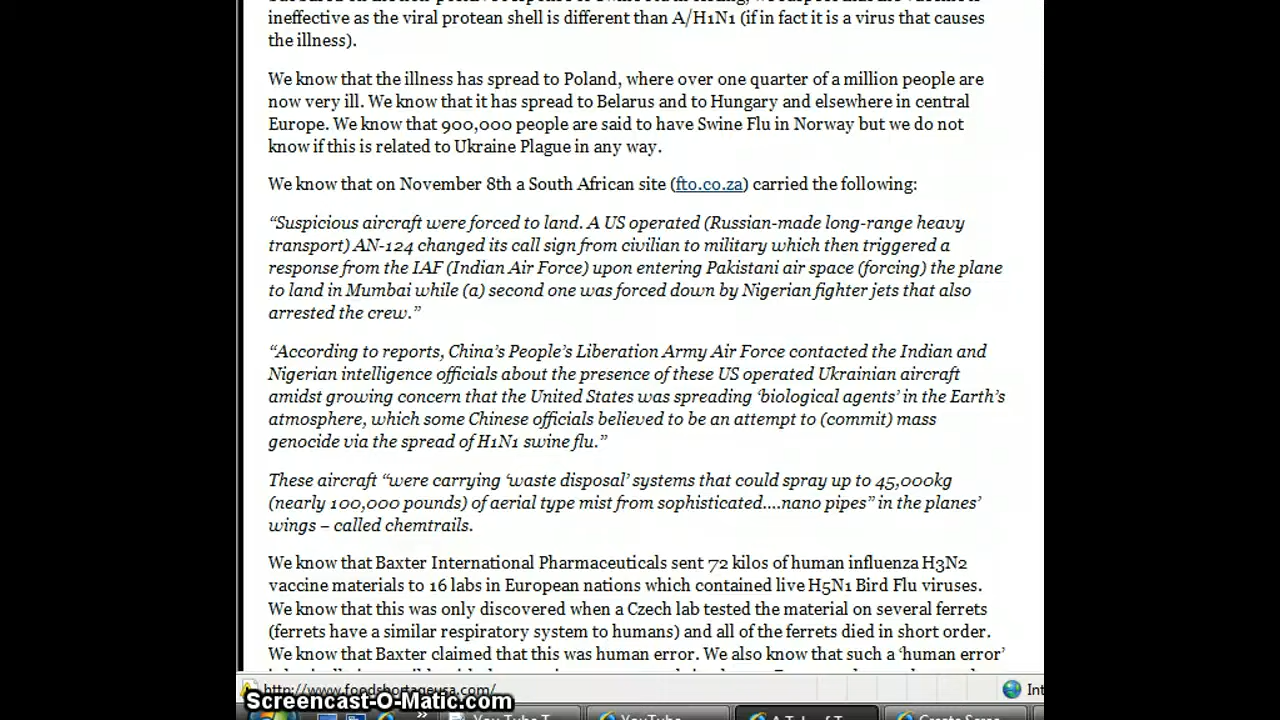 ineffective as the viral protean shell is different than A/H1N1 (if in fact it is a virus that causes
the illness).
We know that the illness has spread to Poland, where over one quarter of a million people are
now very ill. We know that it has spread to Belarus and to Hungary and elsewhere in central
Europe. We know that 900,000 people are said to have Swine Flu in Norway but we do not
know if this is related to Ukraine Plague in any way.
We know that on November 8th a South African site (fto.co.za) carried the following:
“Suspicious aircraft were forced to land. A US operated (Russian-made long-range heavy
transport) AN-124 changed its call sign from civilian to military which then triggered a
response from the IAF (Indian Air Force) upon entering Pakistani air space (forcing) the plane
to land in Mumbai while (a) second one was forced down by Nigerian fighter jets that also
arrested the crew.”
“According to reports, China’s People’s Liberation Army Air Force contacted the Indian and
Nigerian intelligence officials about the presence of these US operated Ukrainian aircraft
amidst growing concern that the United States was spreading ‘biological agents’ in the Earth’s
atmosphere, which some Chinese officials believed to be an attempt to (commit) mass
genocide via the spread of H1N1 swine flu.”
These aircraft “were carrying ‘waste disposal’ systems that could spray up to 45,000kg
(nearly 100,000 pounds) of aerial type mist from sophisticated....nano pipes” in the planes’
wings – called chemtrails.
We know that Baxter International Pharmaceuticals sent 72 kilos of human influenza H3N2
vaccine materials to 16 labs in European nations which contained live H5N1 Bird Flu viruses.
We know that this was only discovered when a Czech lab tested the material on several ferrets
(ferrets have a similar respiratory system to humans) and all of the ferrets died in short order.
We know that Baxter claimed that this was human error. We also know that such a ‘human error’
http://www.foodshortageusa.com/
Int
Screencast-O-Matic.com